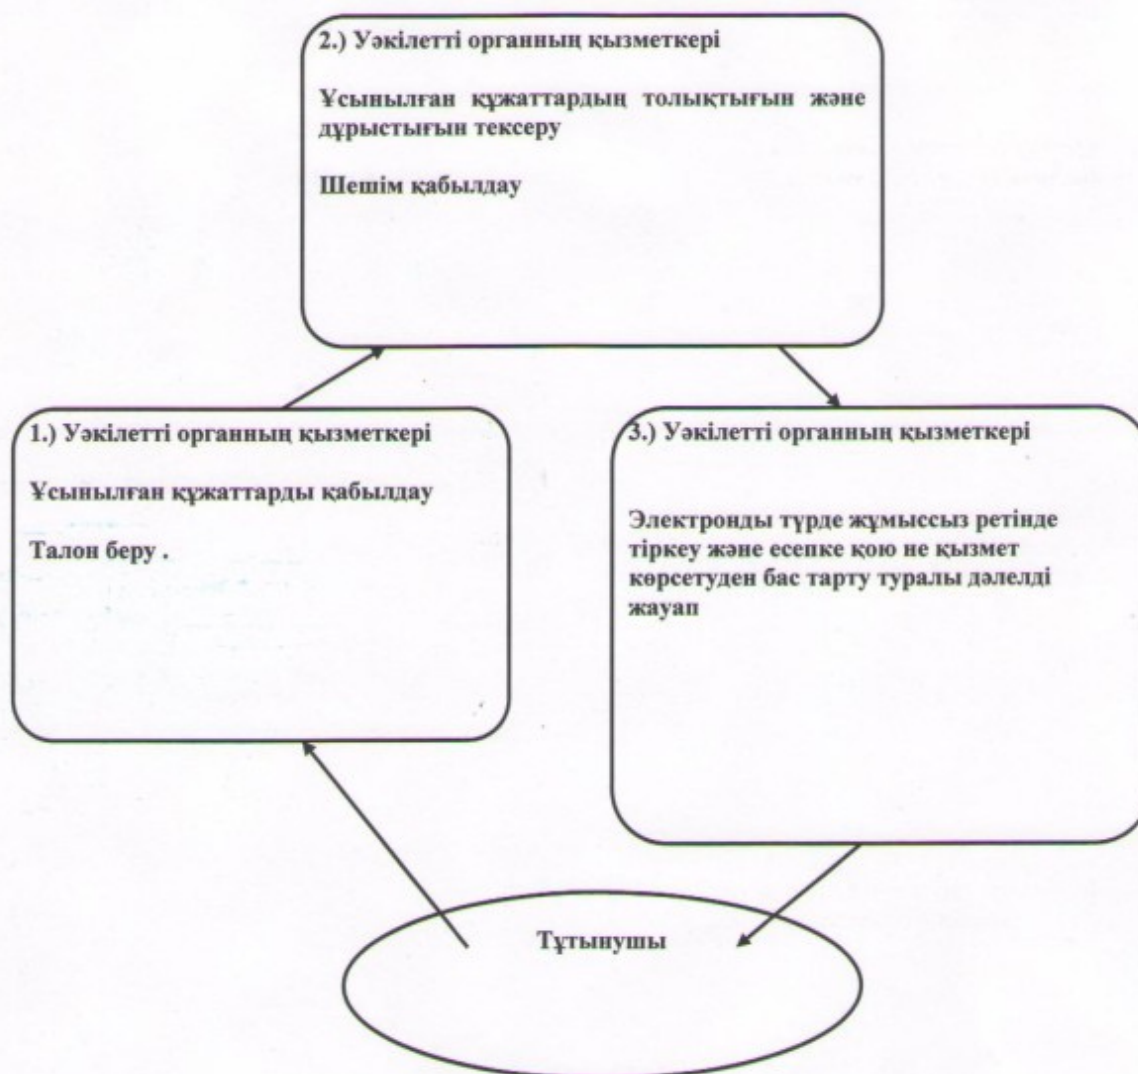 2.) Уәкілетті органның қызметкері
Ұсынылған құжаттардың толықтығын және
дұрыстығын тексеру
Шешім қабылдау
1.) Уәкілетті органның қызметкері
Ұсынылған құжаттарды қабылдау
Талон беру .
3.) Уәкілетті органның қызметкері
Электронды түрде жұмыссыз ретінде
тіркеу және есепке қою не қызмет
көрсетуден бас тарту туралы дәлелді
жауап
Тұтынушы